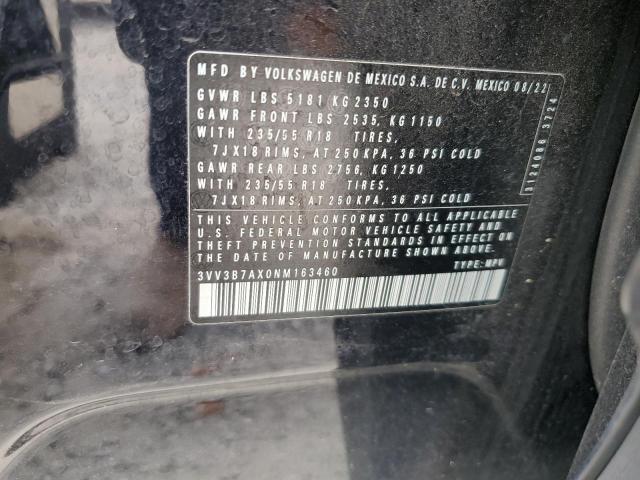 MFD BY VOLKSWAGEN DE MEXICO S.A. DE C.V. MEXICO 08/22
GVWR LBS 5181 KG 2350
GAWR FRONT LBS 2535, KG 1150
WITH 235/55 R18 TIRES,
7JX18 RIMS, AT 250 KPA, 36 PSI COLD
GAWR REAR LBS 2756, KG 1250
WITH 235/55 R18 TIRES,
7JX18 RIMS, AT 250 KPA, 36 PSI COLD
THIS VEHICLE CONFORMS TO ALL APPLICABLE
U.S. FEDERAL MOTOR VEHICLE SAFETY AND
THEFT PREVENTION STANDARDS IN EFFECT ON
THE DATE OF MANUFACTURE SHOWN ABOVE.
3VV3B7AX0NM163460 TYPE: MPV
3124088 3724